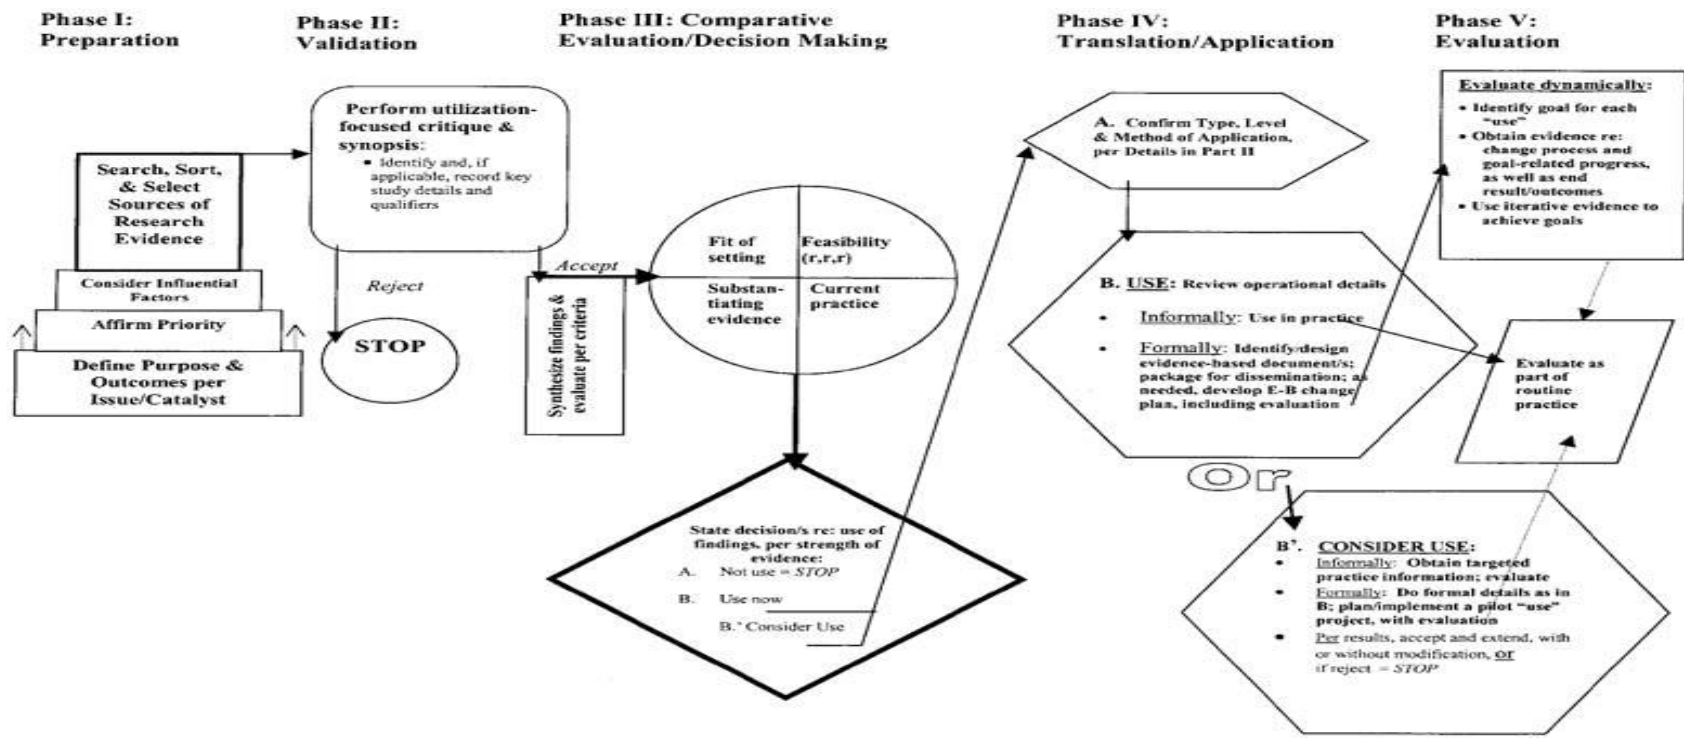 Phase I:
Preparation
Phase II:
Validation
Phase III: Comparative
Evaluation/Decision Making
Phase IV:
Translation/Application
Phase V:
Evaluation
Search, Sort,
& Select
Sources of
Research
Evidence
Consider Influential
Factors
Affirm Priority
Define Purpose &
Outcomes per
Issue/Catalyst
Perform utilization-
focused critique &
synopsis:
• Identify and, if
applicable, record key
study details and
qualifiers
Reject
STOP
Accept
Synthesize findings &
evaluate per criteria
Fit of
setting
Feasibility
(r,r,r)
Substan-
tiating
evidence
Current
practice
State decision/s re: use of
findings, per strength of
evidence:
A. Not use = STOP
B. Use now
B.' Consider Use
A. Confirm Type, Level
& Method of Application,
per Details in Part II
B. USE: Review operational details
• Informally: Use in practice
• Formally: Identify/design
evidence-based document/s;
package for dissemination; as
needed, develop E-B change
plan, including evaluation
Or
B'. CONSIDER USE:
• Informally: Obtain targeted
practice information; evaluate
• Formally: Do formal details as in
B; plan/implement a pilot "use"
project, with evaluation
• Per results, accept and extend, with
or without modification, or
if reject = STOP
Evaluate dynamically:
• Identify goal for each
"use"
• Obtain evidence re:
change process and
goal-related progress,
as well as end
result/outcomes
• Use iterative evidence to
achieve goals
Evaluate as
part of
routine
practice